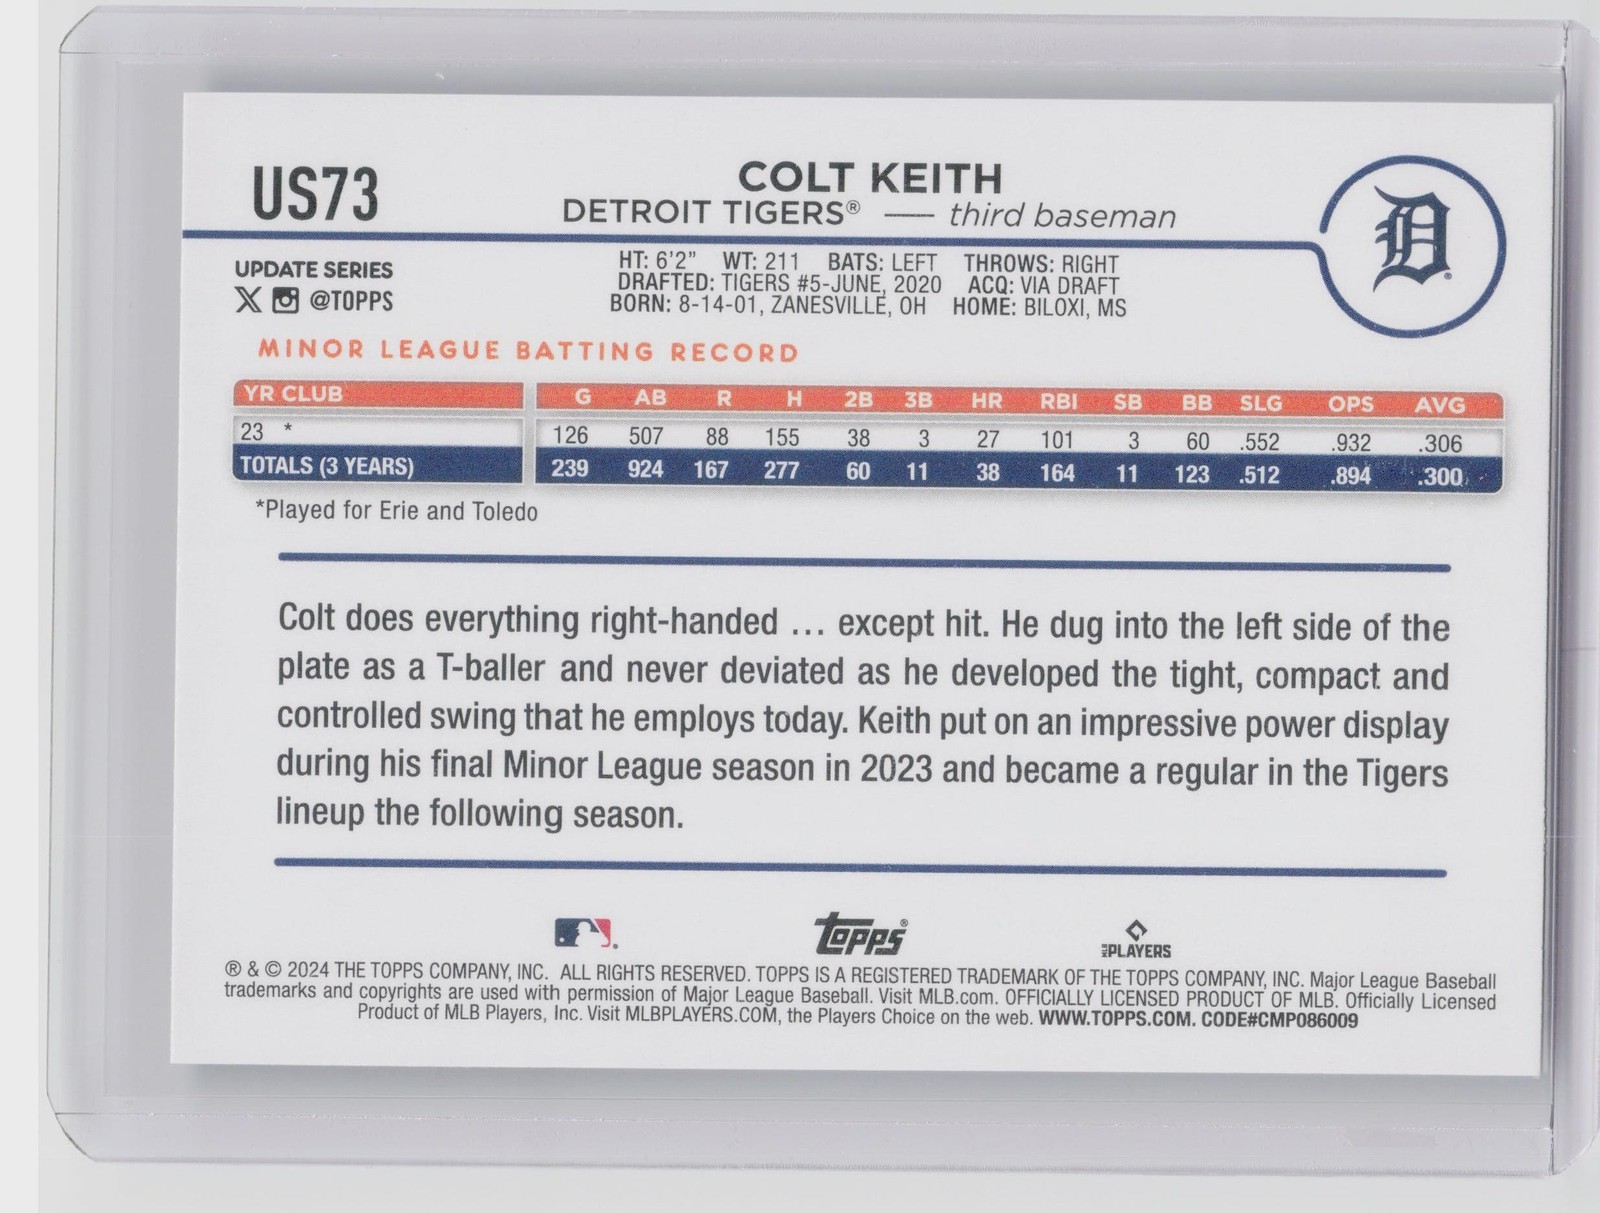 US73
COLT KEITH
DETROIT TIGERS® — third baseman
D
UPDATE SERIES
@TOPPS
HT: 6'2" WT: 211 BATS: LEFT THROWS: RIGHT
DRAFTED: TIGERS #5-JUNE, 2020 ACQ: VIA DRAFT
BORN: 8-14-01, ZANESVILLE, OH HOME: BILOXI, MS
MINOR LEAGUE BATTING RECORD
YR CLUB G AB R H 2B 3B HR RBI SB BB SLG OPS AVG
23 * 126 507 88 155 38 3 27 101 3 60 .552 .932 .306
TOTALS (3 YEARS) 239 924 167 277 60 11 38 164 11 123 .512 .894 .300
*Played for Erie and Toledo
Colt does everything right-handed ... except hit. He dug into the left side of the
plate as a T-baller and never deviated as he developed the tight, compact and
controlled swing that he employs today. Keith put on an impressive power display
during his final Minor League season in 2023 and became a regular in the Tigers
lineup the following season.
topps® PLAYERS
® & © 2024 THE TOPPS COMPANY, INC. ALL RIGHTS RESERVED. TOPPS IS A REGISTERED TRADEMARK OF THE TOPPS COMPANY, INC. Major League Baseball
trademarks and copyrights are used with permission of Major League Baseball. Visit MLB.com. OFFICIALLY LICENSED PRODUCT OF MLB. Officially Licensed
Product of MLB Players, Inc. Visit MLBPLAYERS.COM, the Players Choice on the web. WWW.TOPPS.COM. CODE#CMP086009